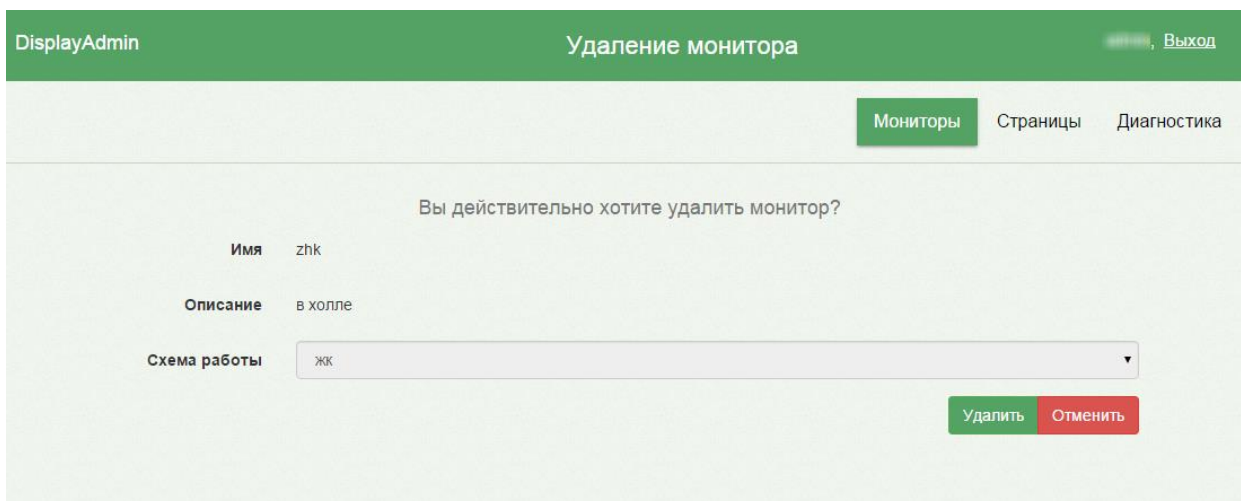 DisplayAdmin Удаление монитора , Выход
Мониторы Страницы Диагностика
Вы действительно хотите удалить монитор?
Имя zhk
Описание в холле
Схема работы жк
Удалить Отменить